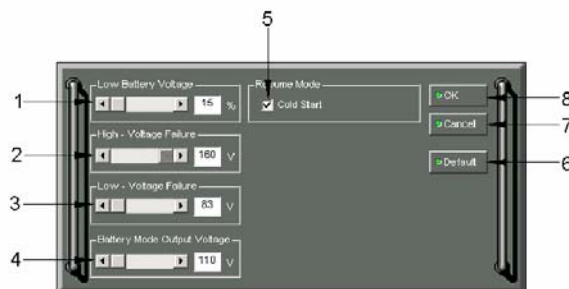 5
Low Battery Voltage
Resume Mode
1
15 %
Cold Start
OK
8
Cancel
7
High - Voltage Failure
2
160 V
Default
6
Low - Voltage Failure
3
83 V
Battery Mode Output Voltage
4
110 V